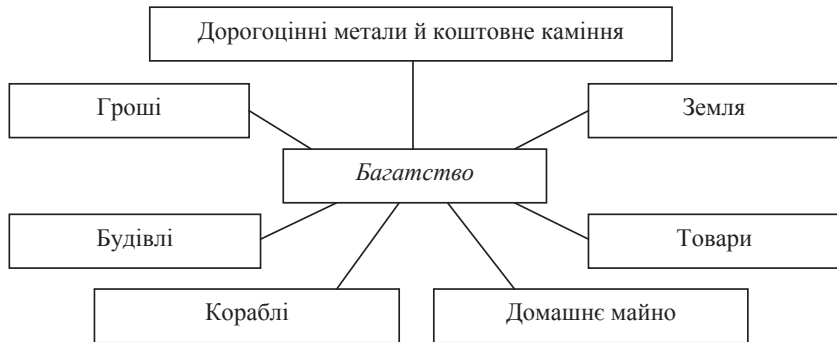 Дорогоцінні метали й коштовне каміння
Гроші
Земля
Багатство
Будівлі
Товари
Кораблі
Домашнє майно